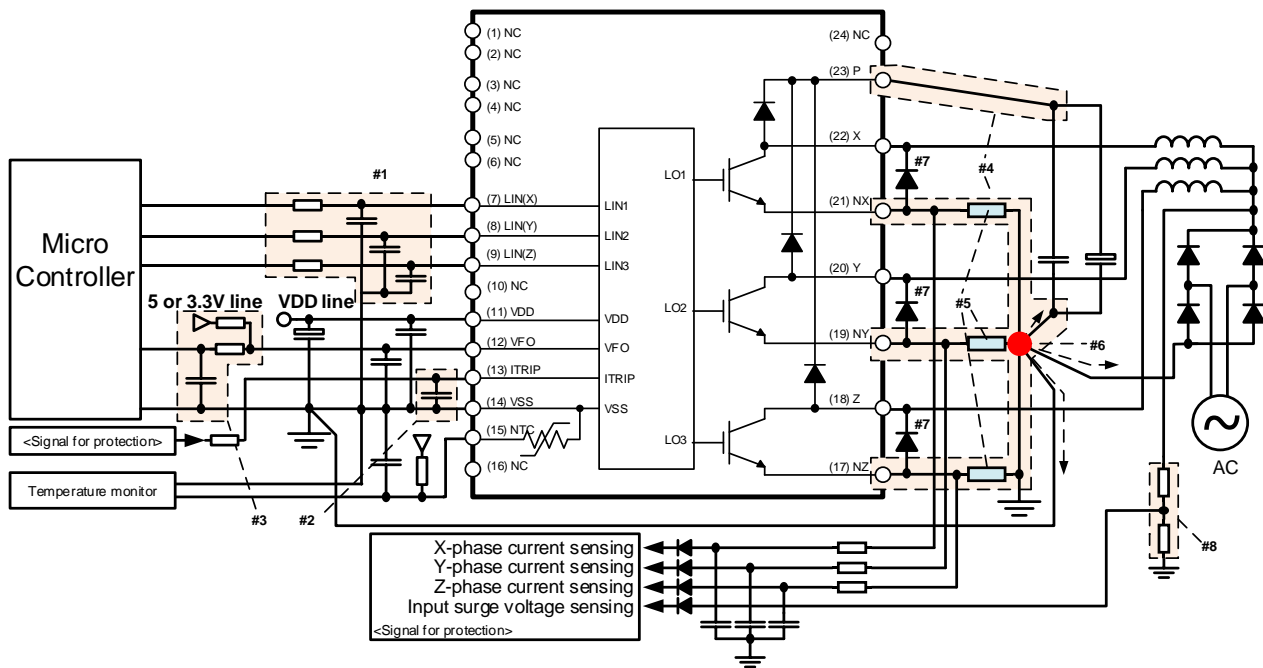 (1) NC
(2) NC
(3) NC
(4) NC
(5) NC
(6) NC
(7) LIN(X)
(8) LIN(Y)
(9) LIN(Z)
(10) NC
(11) VDD
(12) VFO
(13) ITRIP
(14) VSS
(15) NTC
(16) NC
(24) NC
(23) P
(22) X
(21) NX
(20) Y
(19) NY
(18) Z
(17) NZ
LIN1
LIN2
LIN3
VDD
VFO
ITRIP
VSS
LO1
LO2
LO3
Micro
Controller
#1
5 or 3.3V line
VDD line
<Signal for protection>
Temperature monitor
#3
#2
#7
#4
#7
#5
#6
#7
AC
#8
X-phase current sensing
Y-phase current sensing
Z-phase current sensing
Input surge voltage sensing
<Signal for protection>